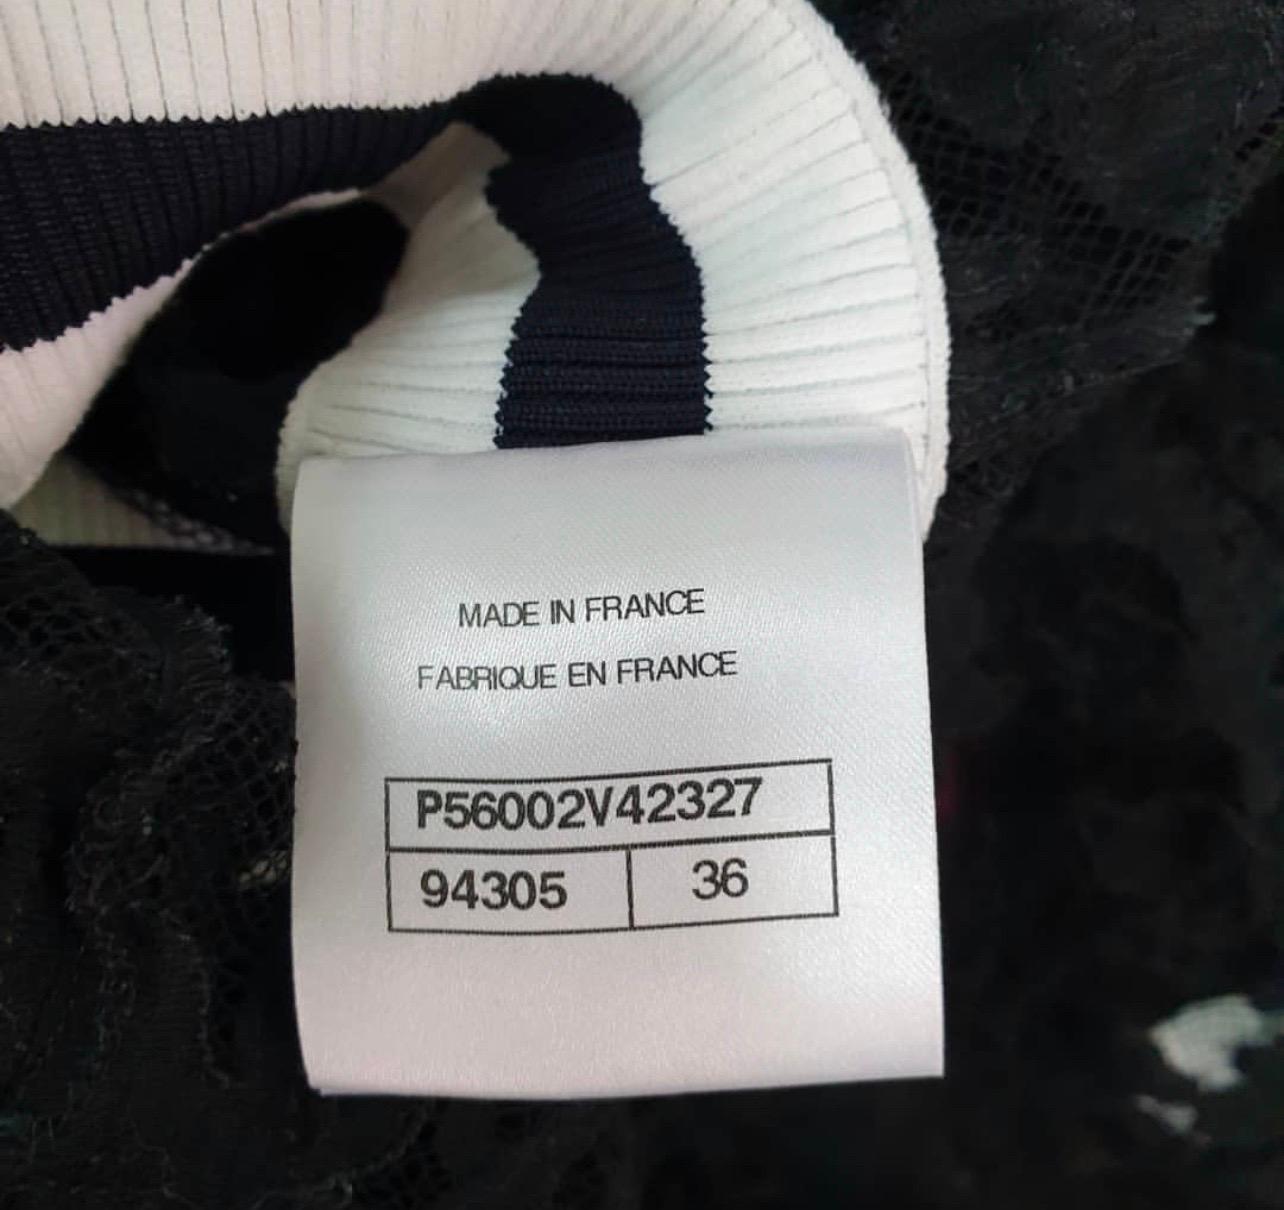 MADE IN FRANCE
FABRIQUE EN FRANCE
P56002V42327
94305 36